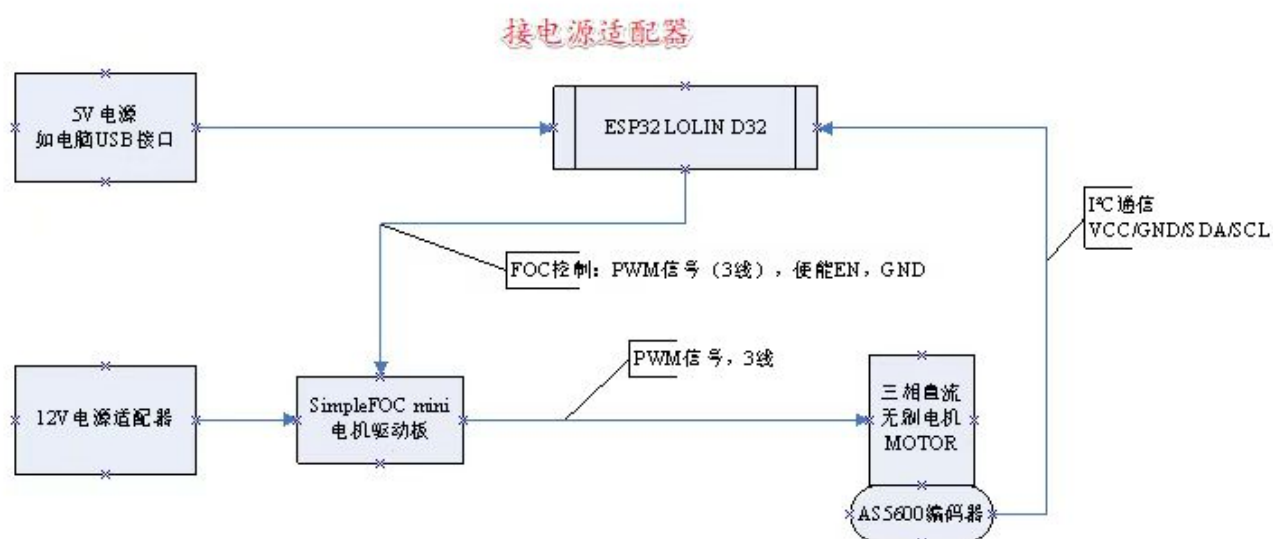 接电源适配器
5V 电源
如电脑USB接口
ESP32 LOLIN D32
I²C 通信
VCC/GND/SDA/SCL
FOC控制：PWM信号（3线），使能EN，GND
PWM信号，3线
12V 电源适配器
SimpleFOC mini
电机驱动板
三相直流
无刷电机
MOTOR
AS5600编码器